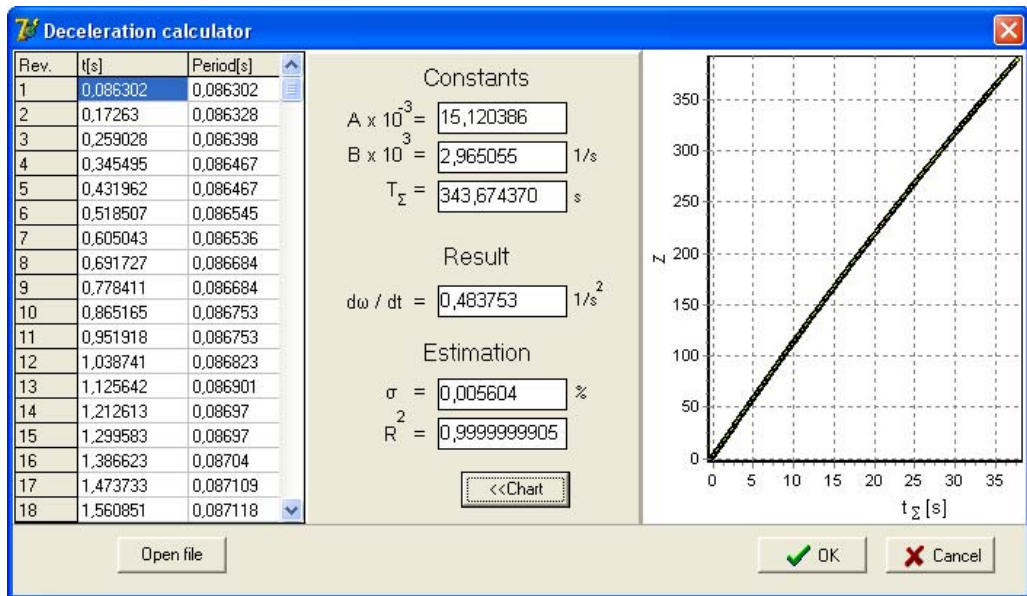 Deceleration calculator
Rev. t[s] Period[s]
1 0,086302 0,086302
2 0,17263 0,086328
3 0,259028 0,086398
4 0,345495 0,086467
5 0,431962 0,086467
6 0,518507 0,086545
7 0,605043 0,086536
8 0,691727 0,086684
9 0,778411 0,086684
10 0,865165 0,086753
11 0,951918 0,086753
12 1,038741 0,086823
13 1,125642 0,086901
14 1,212613 0,08697
15 1,299583 0,08697
16 1,386623 0,08704
17 1,473733 0,087109
18 1,560851 0,087118
Constants
A x 10⁻³ = 15,120386
B x 10³ = 2,965055 1/s
T_Σ = 343,674370 s
Result
dω / dt = 0,483753 1/s²
Estimation
σ = 0,005604 %
R² = 0,9999999905
<<Chart
350
300
250
Z 200
150
100
50
0
0 5 10 15 20 25 30 35
t_Σ [s]
Open file
OK
Cancel